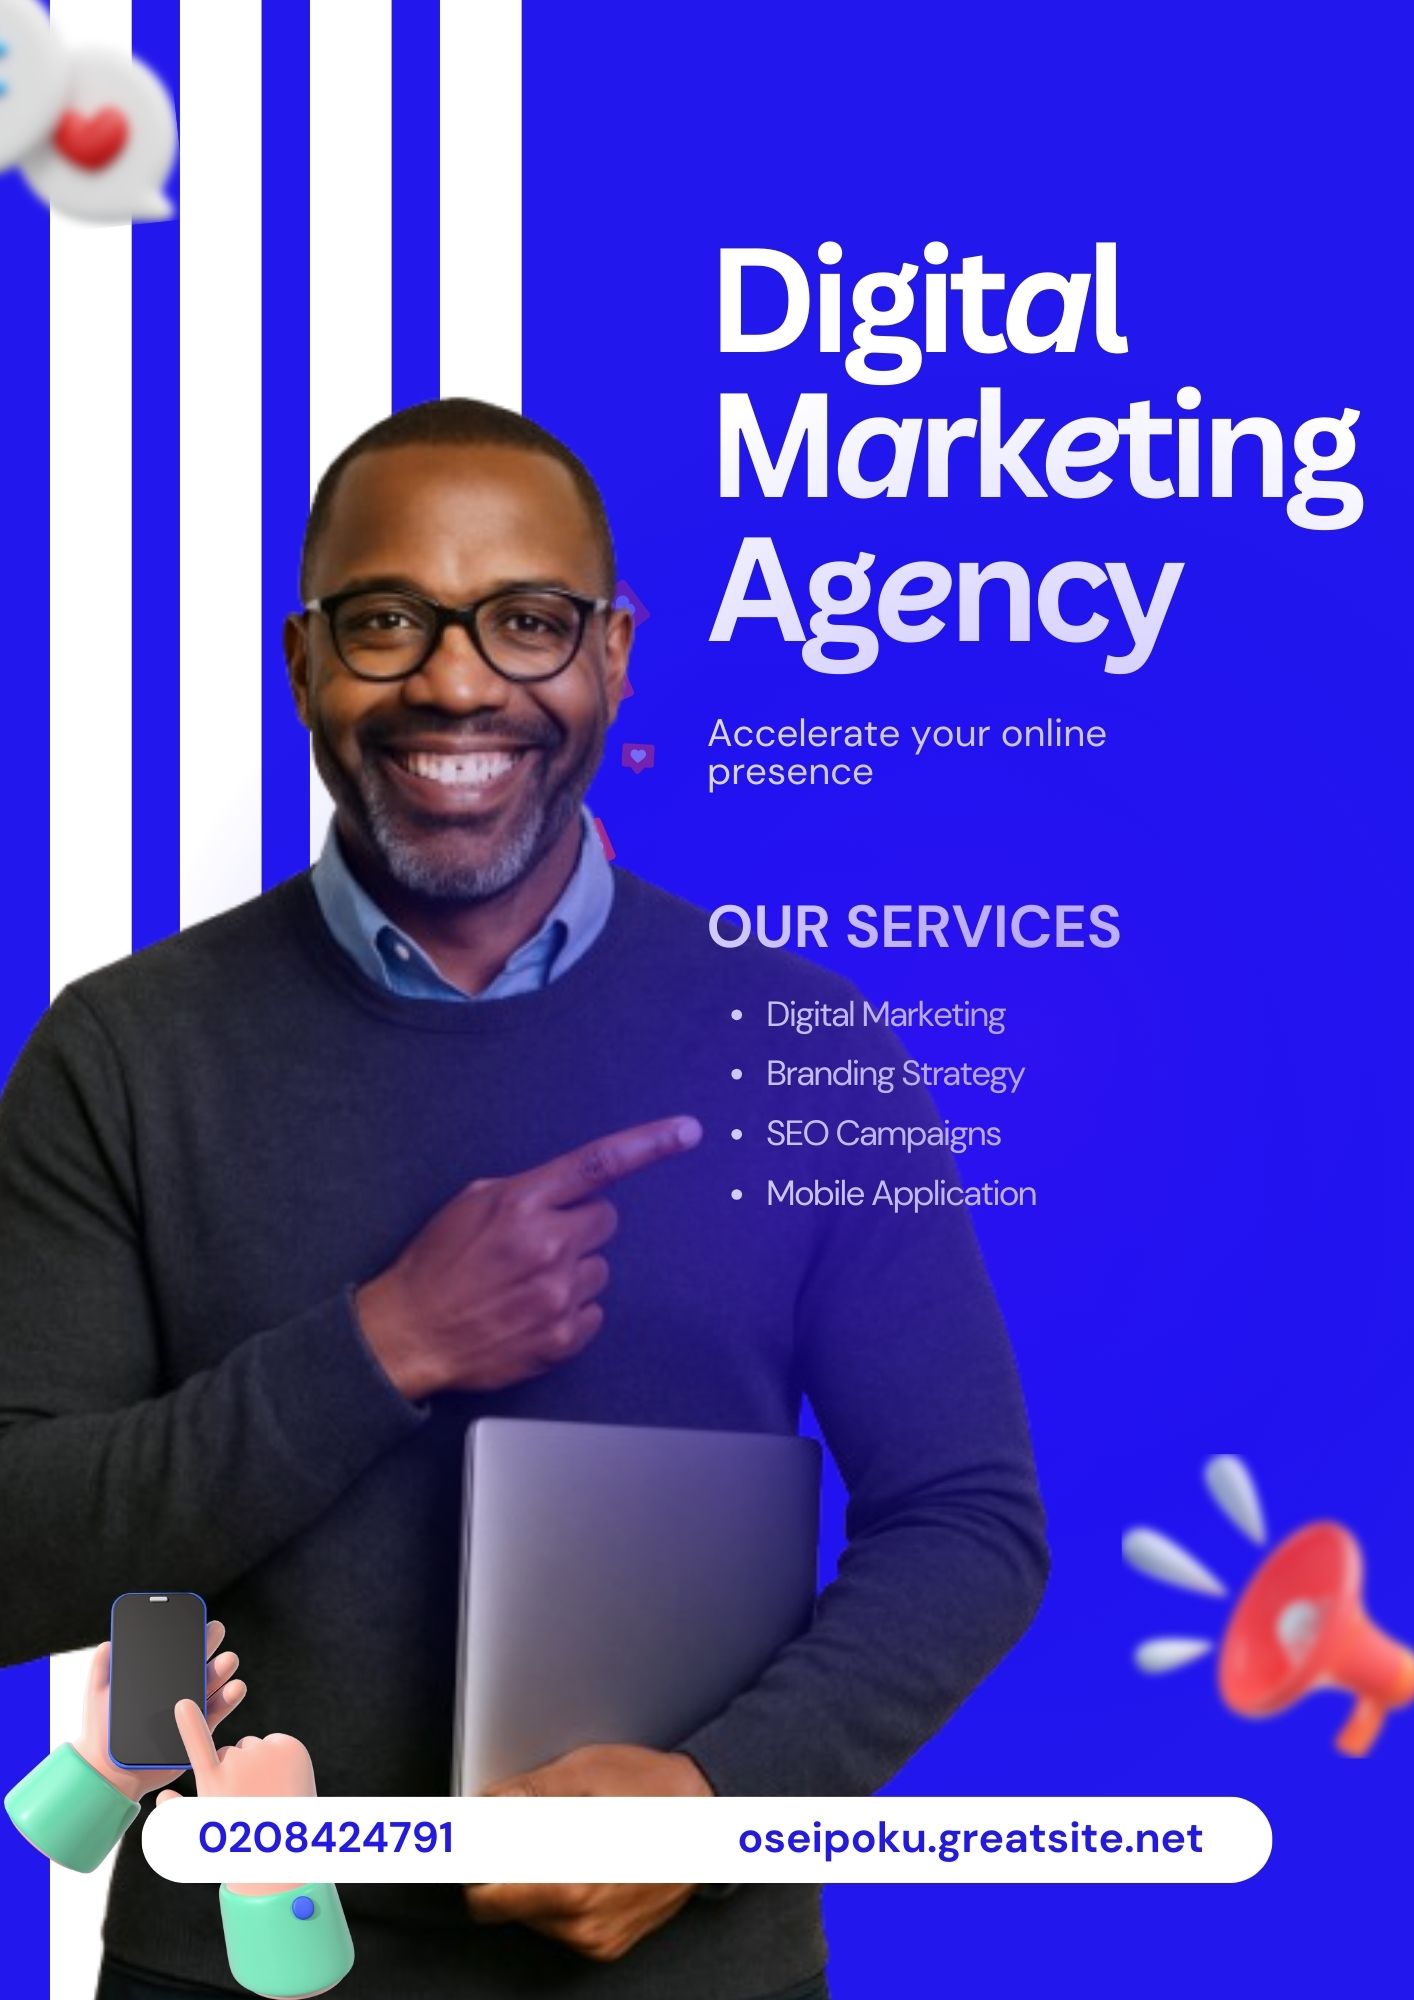 Digital
Marketing
Agency
Accelerate your online
presence
OUR SERVICES
• Digital Marketing
• Branding Strategy
• SEO Campaigns
• Mobile Application
0208424791
oseipoku.greatsite.net